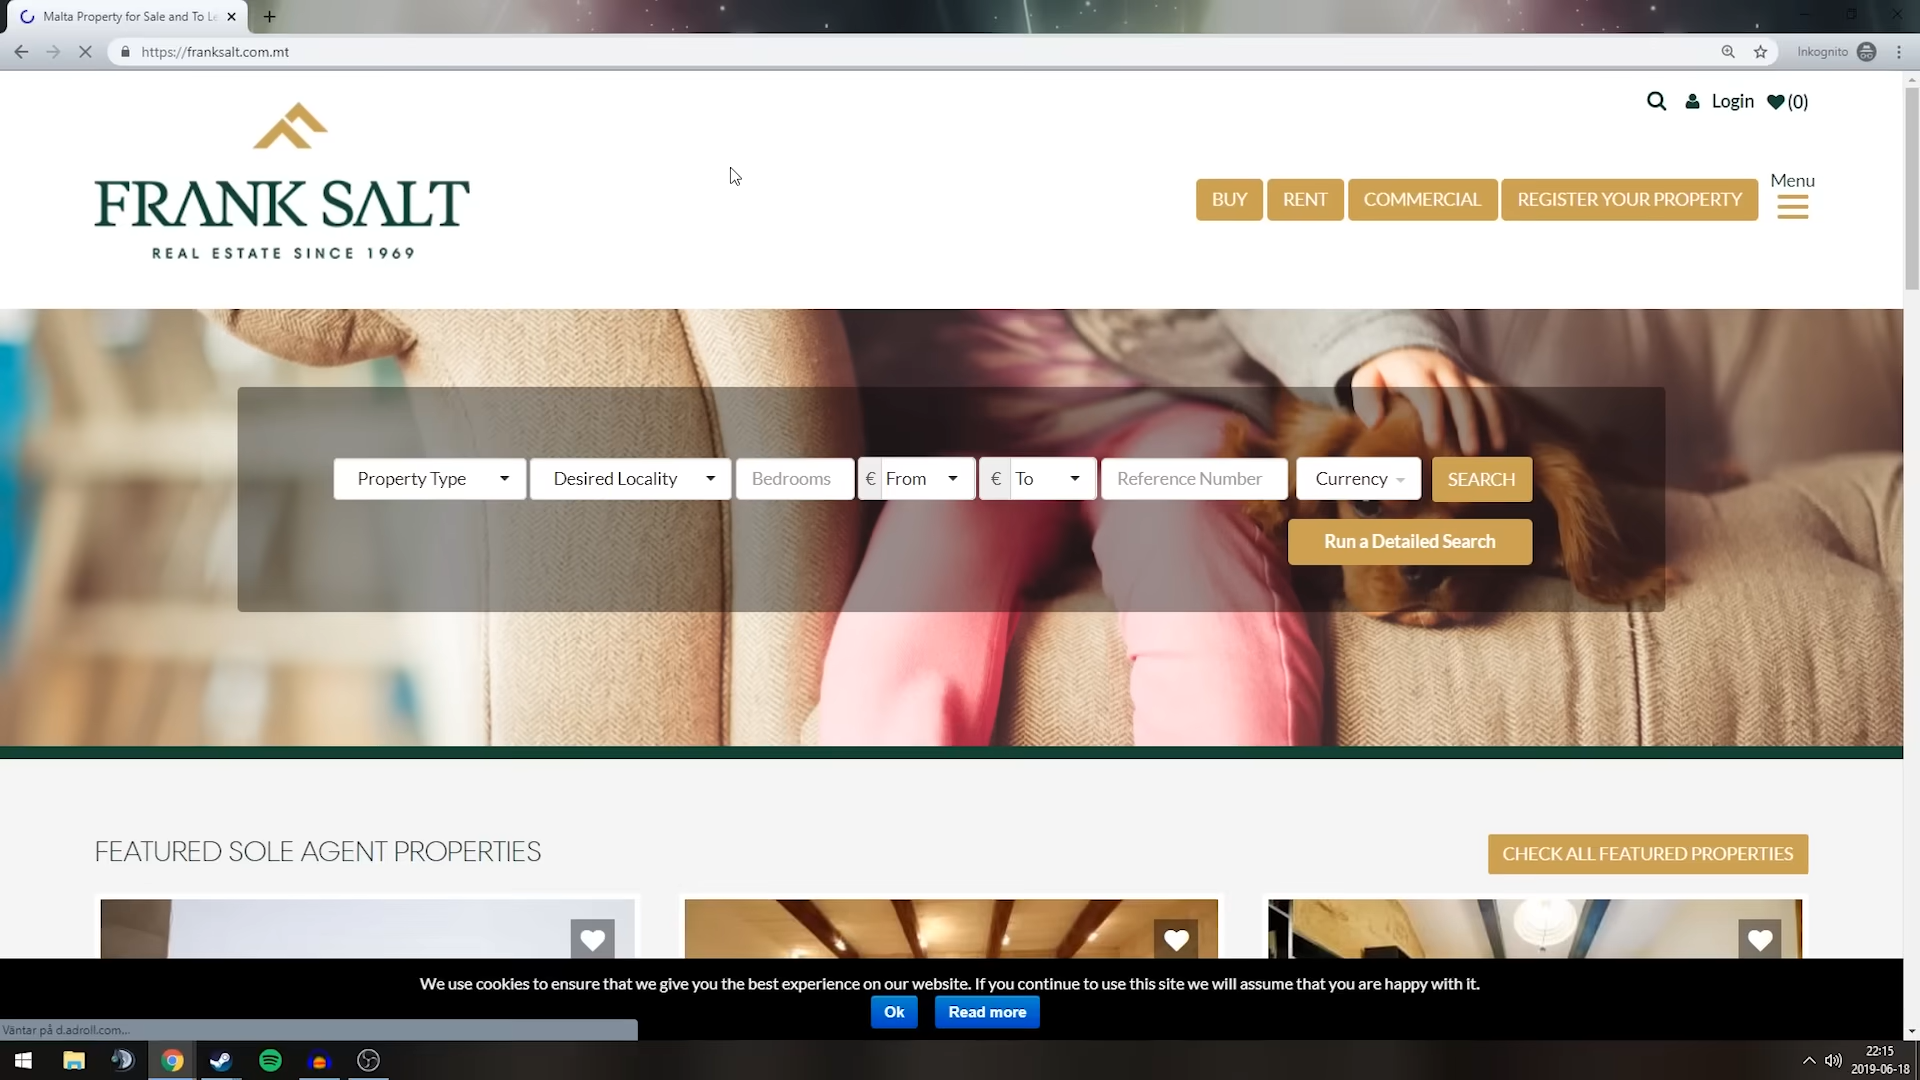 Malta Property for Sale and To Le
https://franksalt.com.mt
Inkognito
Login (0)
FRANK SALT
REAL ESTATE SINCE 1969
BUY RENT COMMERCIAL REGISTER YOUR PROPERTY
Menu
Property Type Desired Locality Bedrooms € From € To Reference Number Currency SEARCH
Run a Detailed Search
FEATURED SOLE AGENT PROPERTIES
CHECK ALL FEATURED PROPERTIES
We use cookies to ensure that we give you the best experience on our website. If you continue to use this site we will assume that you are happy with it.
Ok Read more
Väntar på d.adroll.com...
22:15
2019-06-18